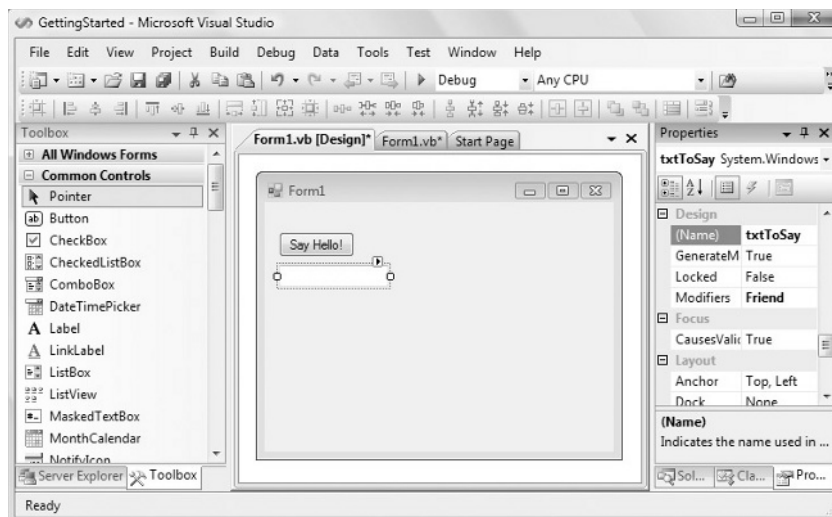 GettingStarted - Microsoft Visual Studio
File Edit View Project Build Debug Data Tools Test Window Help
Debug Any CPU
Toolbox
All Windows Forms
Common Controls
Pointer
Button
CheckBox
CheckedListBox
ComboBox
DateTimePicker
A Label
A LinkLabel
ListBox
ListView
MaskedTextBox
MonthCalendar
NotifyIcon
Server Explorer Toolbox
Form1.vb [Design]* Form1.vb* Start Page
Form1
Say Hello!
Properties
txtToSay System.Windows
Design
(Name) txtToSay
GenerateM True
Locked False
Modifiers Friend
Focus
CausesValic True
Layout
Anchor Top, Left
Dock None
(Name)
Indicates the name used in ...
Sol... Cla... Pro...
Ready